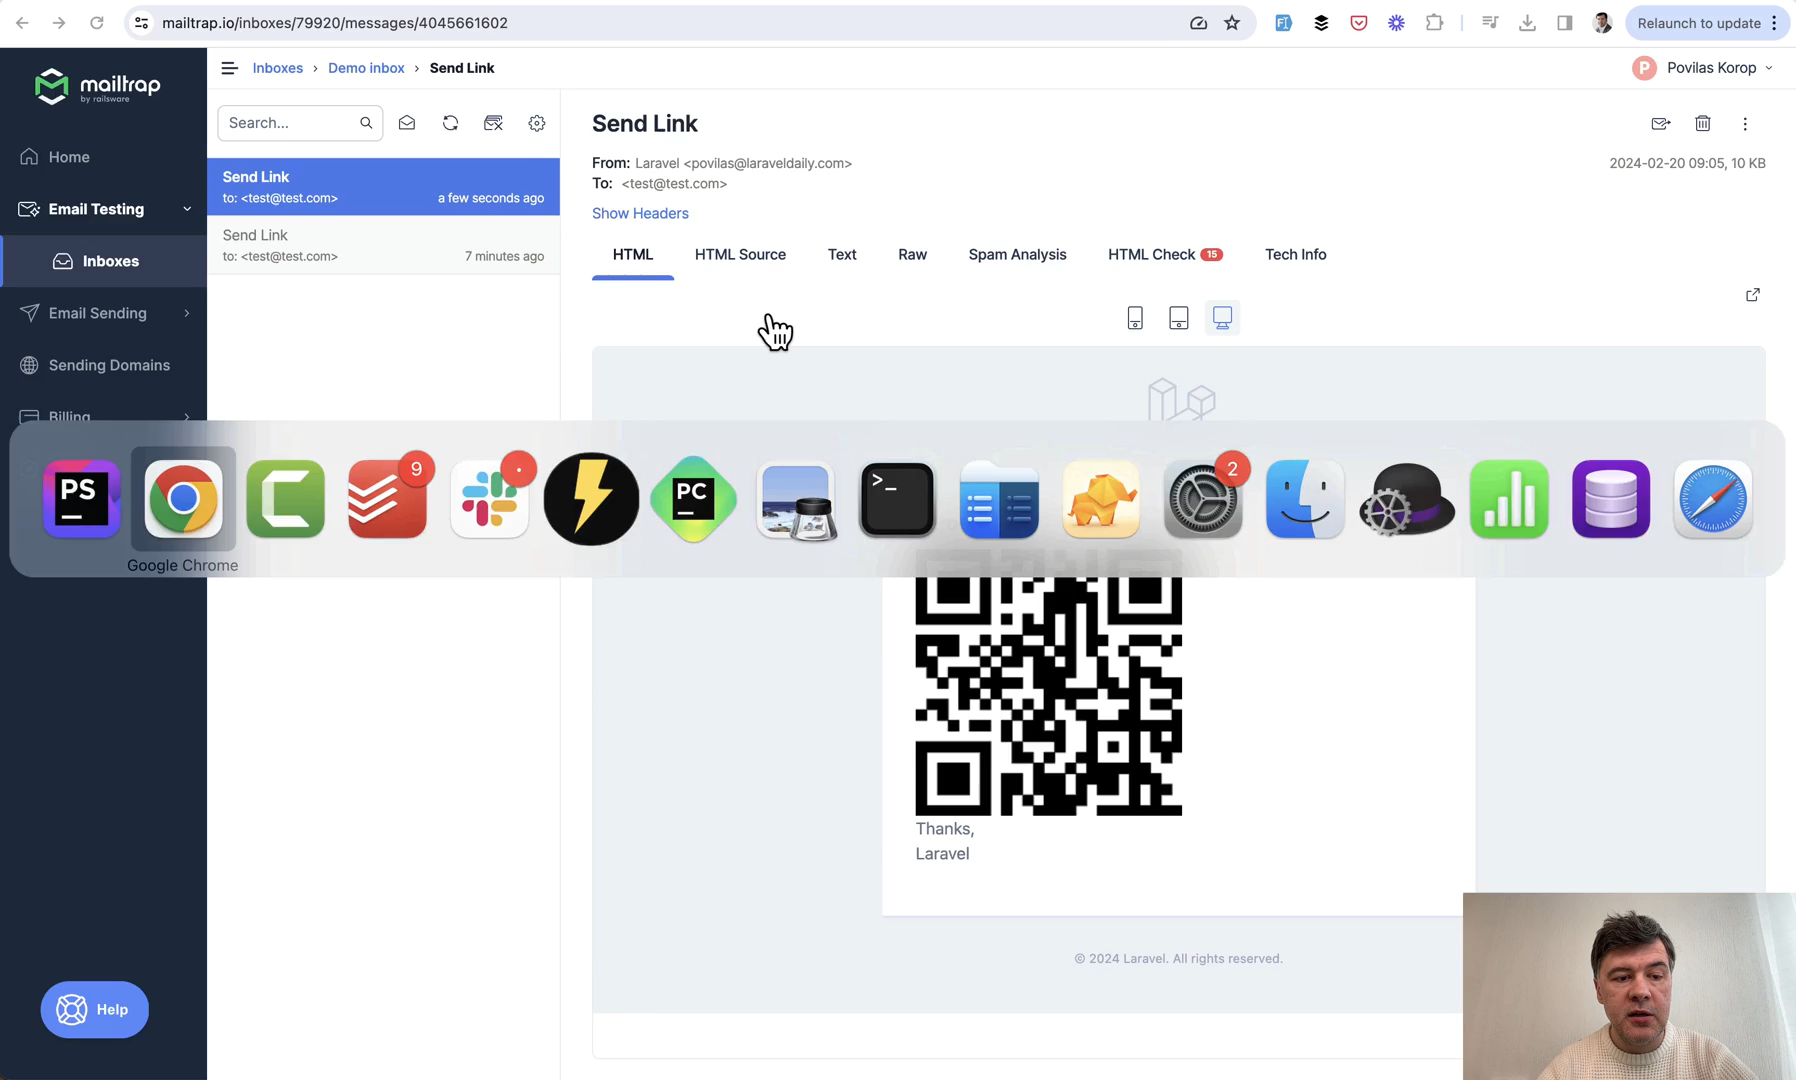 mailtrap.io/inboxes/79920/messages/4045661602
Relaunch to update
mailtrap
by railsware
Inboxes › Demo inbox › Send Link
P Povilas Korop
Search...
Home
Email Testing
Inboxes
Email Sending
Sending Domains
Billing
Send Link
to: <test@test.com> a few seconds ago
Send Link
to: <test@test.com> 7 minutes ago
Send Link
From: Laravel <povilas@laraveldaily.com>
2024-02-20 09:05, 10 KB
To: <test@test.com>
Show Headers
HTML HTML Source Text Raw Spam Analysis HTML Check 15 Tech Info
PS
9
PC
>_
2
Google Chrome
Thanks,
Laravel
© 2024 Laravel. All rights reserved.
Help